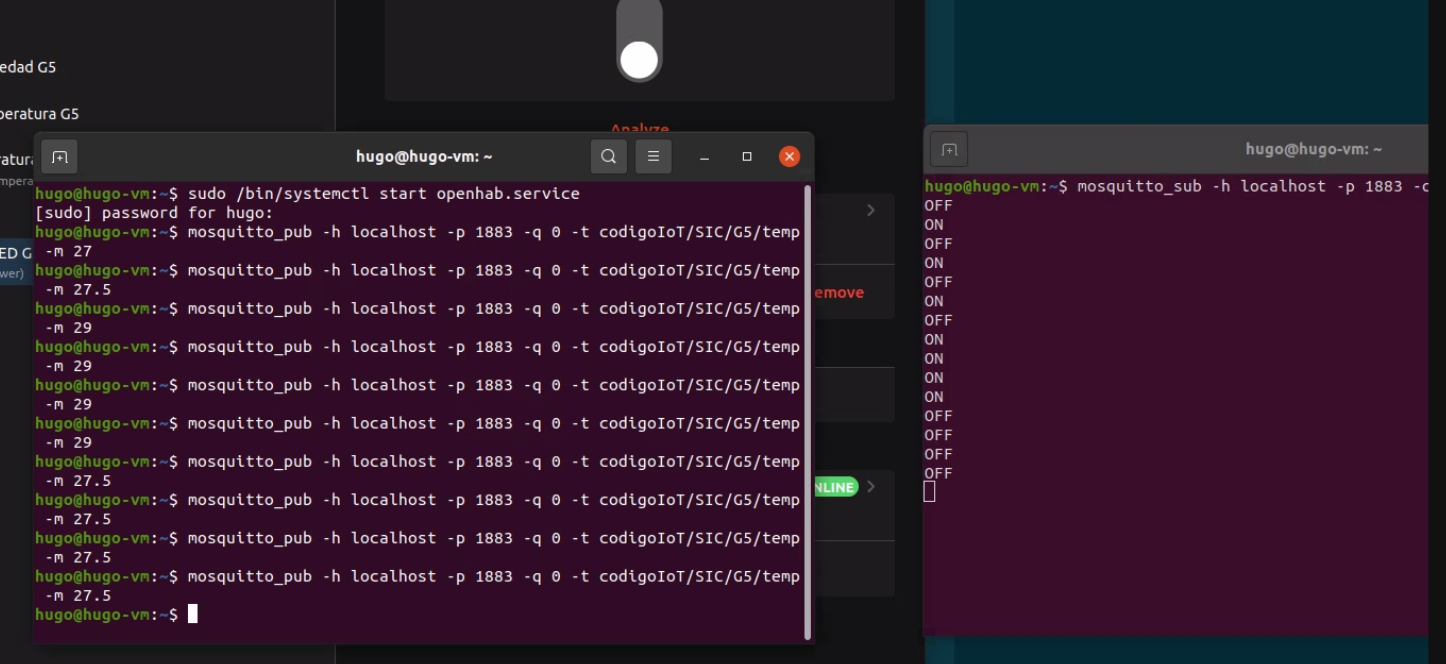 edad G5
peratura G5
ratura
mpera
ED G
wer)
Analyze
emove
NLINE
hugo@hugo-vm: ~
hugo@hugo-vm:~$ sudo /bin/systemctl start openhab.service
[sudo] password for hugo:
hugo@hugo-vm:~$ mosquitto_pub -h localhost -p 1883 -q 0 -t codigoIoT/SIC/G5/temp
-m 27
hugo@hugo-vm:~$ mosquitto_pub -h localhost -p 1883 -q 0 -t codigoIoT/SIC/G5/temp
-m 27.5
hugo@hugo-vm:~$ mosquitto_pub -h localhost -p 1883 -q 0 -t codigoIoT/SIC/G5/temp
-m 29
hugo@hugo-vm:~$ mosquitto_pub -h localhost -p 1883 -q 0 -t codigoIoT/SIC/G5/temp
-m 29
hugo@hugo-vm:~$ mosquitto_pub -h localhost -p 1883 -q 0 -t codigoIoT/SIC/G5/temp
-m 29
hugo@hugo-vm:~$ mosquitto_pub -h localhost -p 1883 -q 0 -t codigoIoT/SIC/G5/temp
-m 29
hugo@hugo-vm:~$ mosquitto_pub -h localhost -p 1883 -q 0 -t codigoIoT/SIC/G5/temp
-m 27.5
hugo@hugo-vm:~$ mosquitto_pub -h localhost -p 1883 -q 0 -t codigoIoT/SIC/G5/temp
-m 27.5
hugo@hugo-vm:~$ mosquitto_pub -h localhost -p 1883 -q 0 -t codigoIoT/SIC/G5/temp
-m 27.5
hugo@hugo-vm:~$ mosquitto_pub -h localhost -p 1883 -q 0 -t codigoIoT/SIC/G5/temp
-m 27.5
hugo@hugo-vm:~$
hugo@hugo-vm: ~
hugo@hugo-vm:~$ mosquitto_sub -h localhost -p 1883 -
OFF
ON
OFF
ON
OFF
ON
OFF
ON
ON
ON
ON
OFF
OFF
OFF
OFF